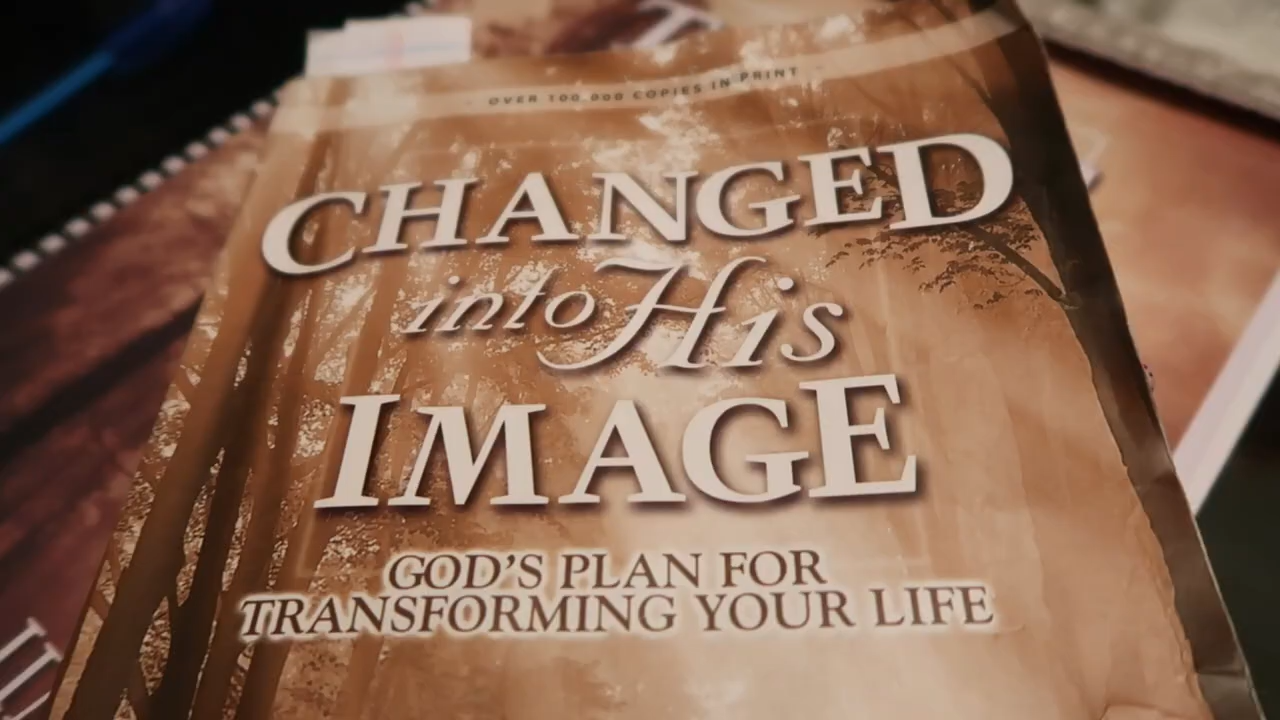 OVER 100,000 COPIES IN PRINT
CHANGED
into His
IMAGE
GOD'S PLAN FOR
TRANSFORMING YOUR LIFE